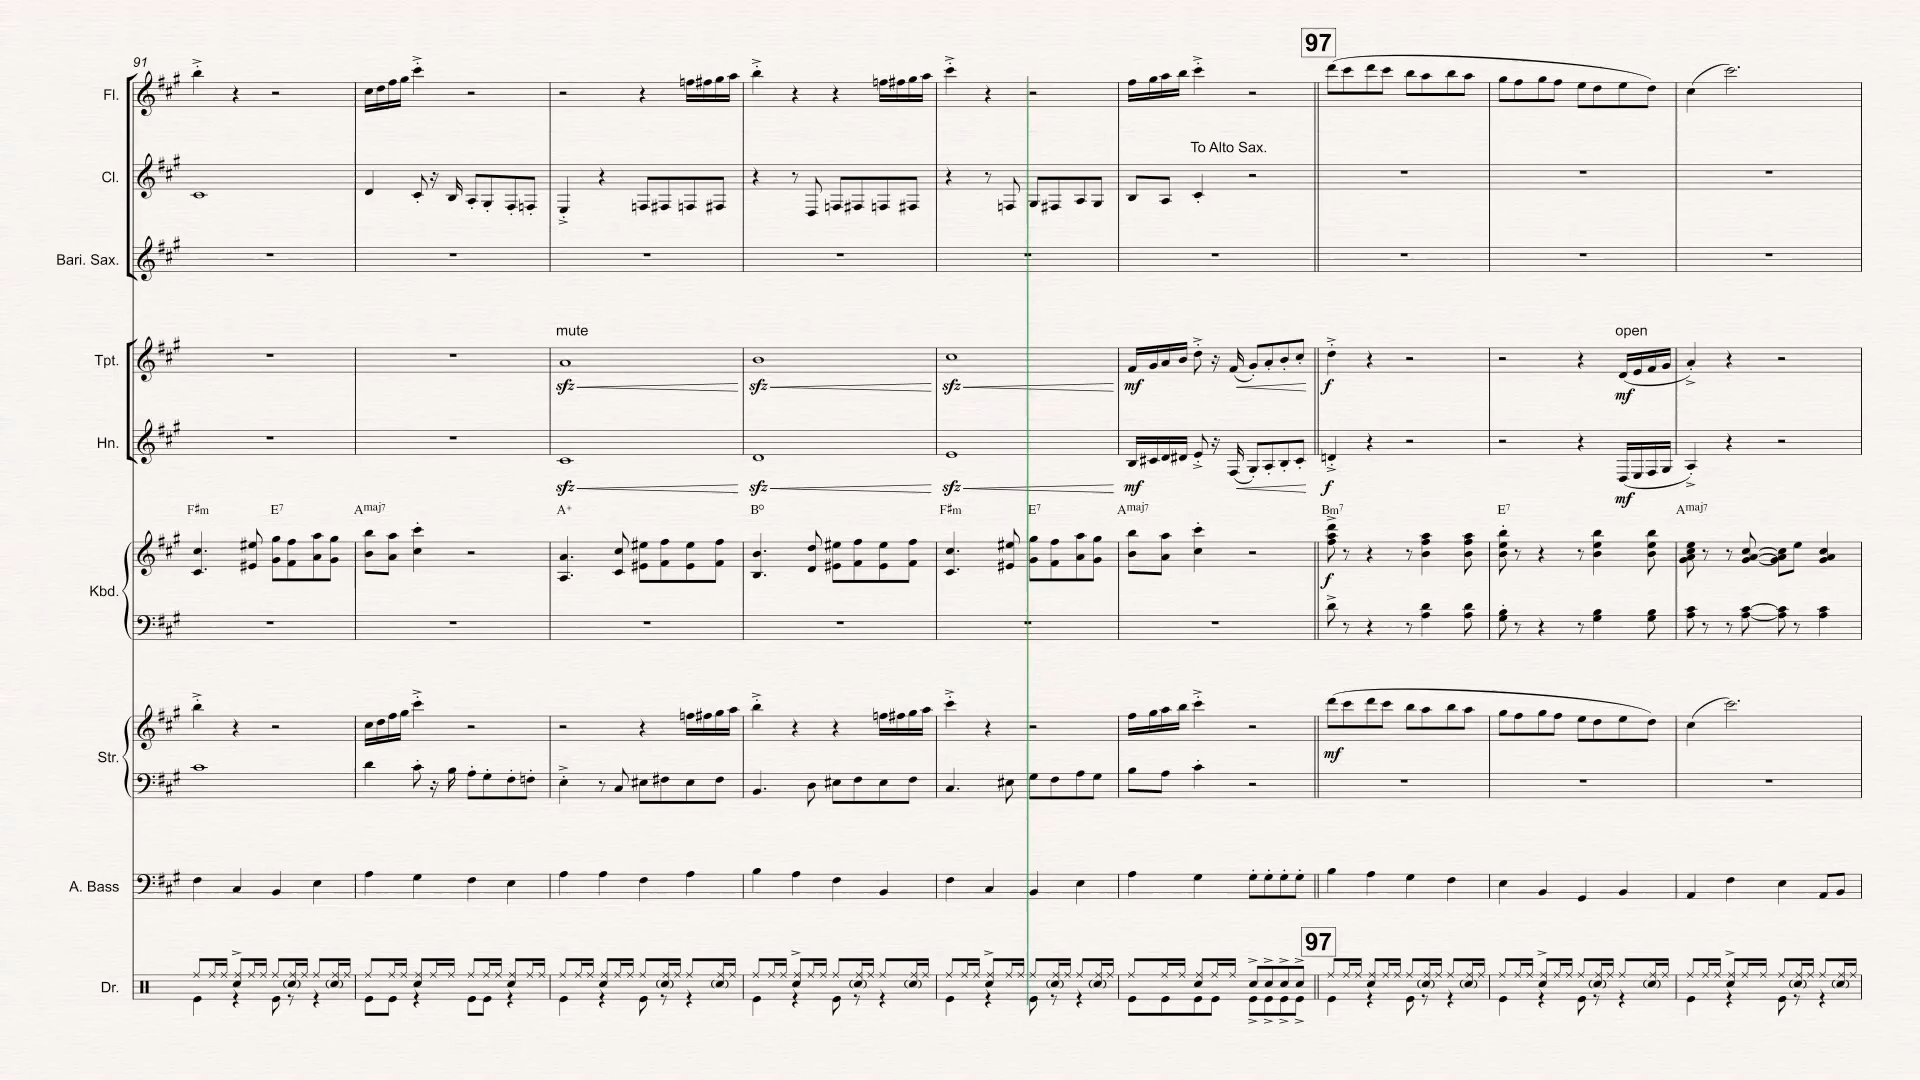 97
91
Fl.
To Alto Sax.
Cl.
Bari. Sax.
mute open
Tpt.
sfz sfz sfz mf f mf
Hn.
sfz sfz sfz mf f mf
F♯m E7 Amaj7 A+ Bo F♯m E7 Amaj7 Bm7 E7 Amaj7
f
Kbd.
Str.
mf
A. Bass
97
Dr.